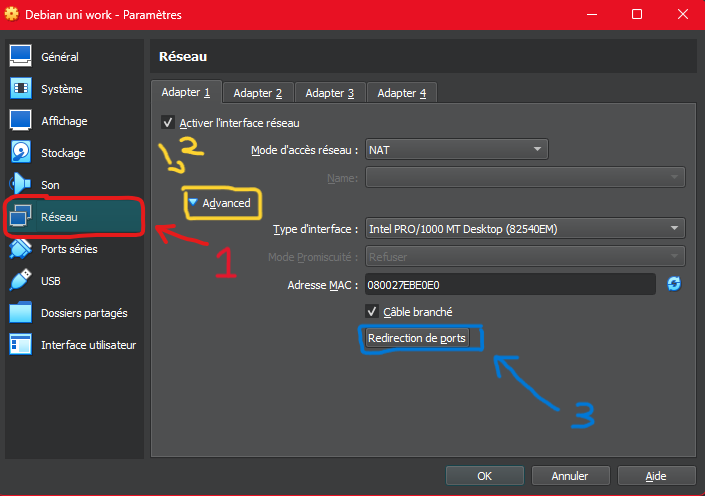 Debian uni work - Paramètres
Général
Système
Affichage
Stockage
Son
Réseau
Ports séries
USB
Dossiers partagés
Interface utilisateur
Réseau
Adapter 1
Adapter 2
Adapter 3
Adapter 4
Activer l'interface réseau
Mode d'accès réseau : NAT
Name:
2
Advanced
Type d'interface : Intel PRO/1000 MT Desktop (82540EM)
Mode Promiscuité : Refuser
1
Adresse MAC : 080027EBE0E0
Câble branché
Redirection de ports
3
OK
Annuler
Aide